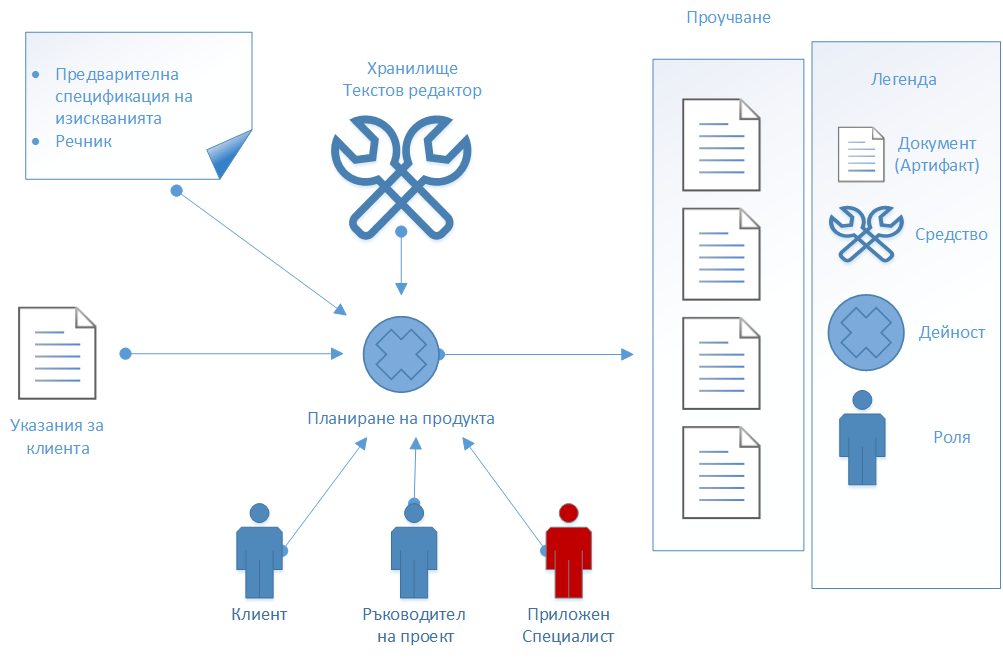 Проучване
Предварителна
спецификация на
изискванията
Речник
Хранилище
Текстов редактор
Легенда
Документ
(Артифакт)
Средство
Дейност
Роля
Указания за
клиента
Планиране на продукта
Клиент
Ръководител
на проект
Приложен
Специалист